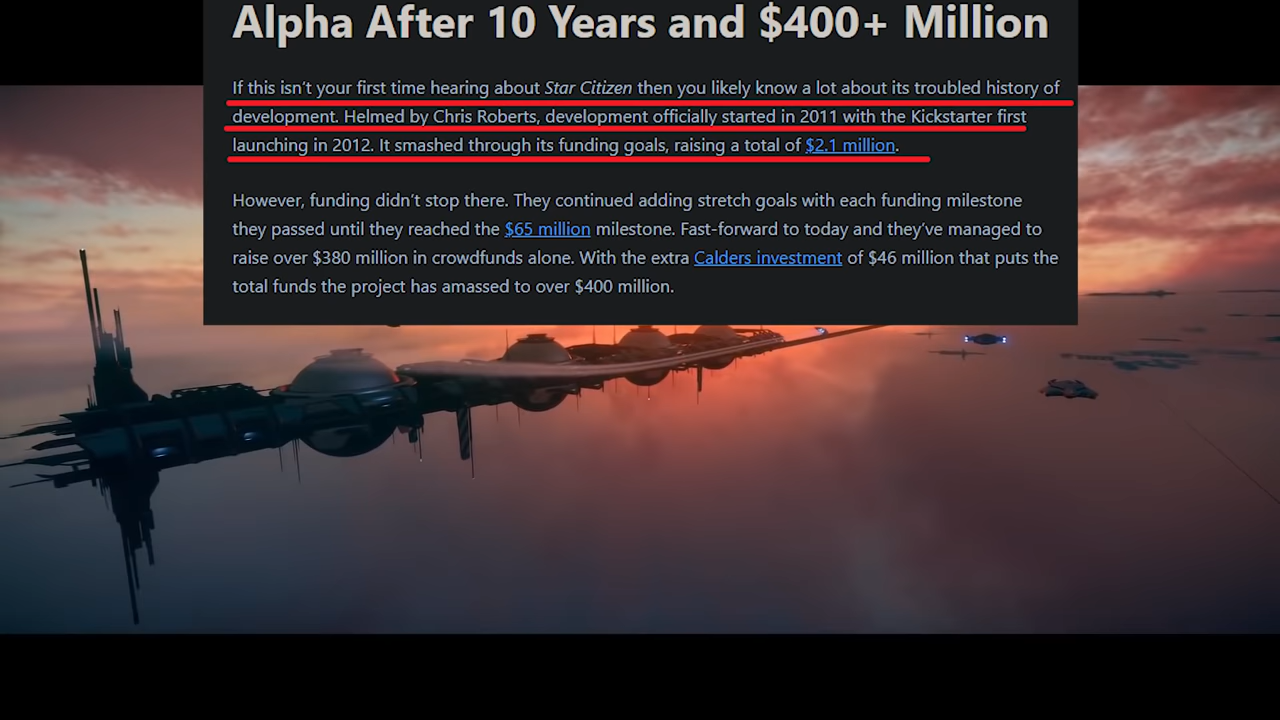 Alpha After 10 Years and $400+ Million
If this isn’t your first time hearing about Star Citizen then you likely know a lot about its troubled history of
development. Helmed by Chris Roberts, development officially started in 2011 with the Kickstarter first
launching in 2012. It smashed through its funding goals, raising a total of $2.1 million.
However, funding didn’t stop there. They continued adding stretch goals with each funding milestone
they passed until they reached the $65 million milestone. Fast-forward to today and they’ve managed to
raise over $380 million in crowdfunds alone. With the extra Calders investment of $46 million that puts the
total funds the project has amassed to over $400 million.